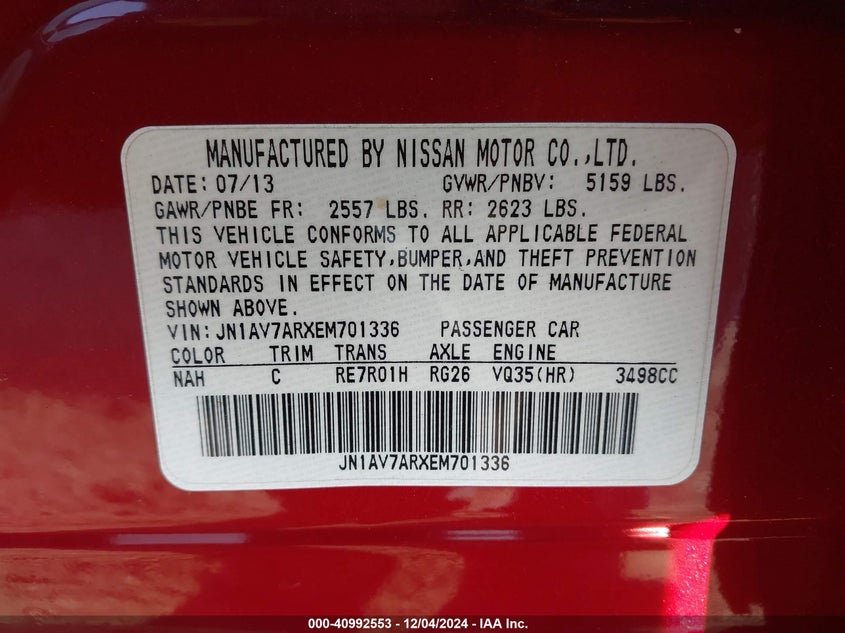 MANUFACTURED BY NISSAN MOTOR CO.,LTD.
DATE: 07/13 GVWR/PNBV: 5159 LBS.
GAWR/PNBE FR: 2557 LBS. RR: 2623 LBS.
THIS VEHICLE CONFORMS TO ALL APPLICABLE FEDERAL
MOTOR VEHICLE SAFETY,BUMPER,AND THEFT PREVENTION
STANDARDS IN EFFECT ON THE DATE OF MANUFACTURE
SHOWN ABOVE.
VIN:JN1AV7ARXEM701336 PASSENGER CAR
COLOR TRIM TRANS AXLE ENGINE
NAH C RE7R01H RG26 VQ35(HR) 3498CC
JN1AV7ARXEM701336
000-40992553 - 12/04/2024 - IAA Inc.